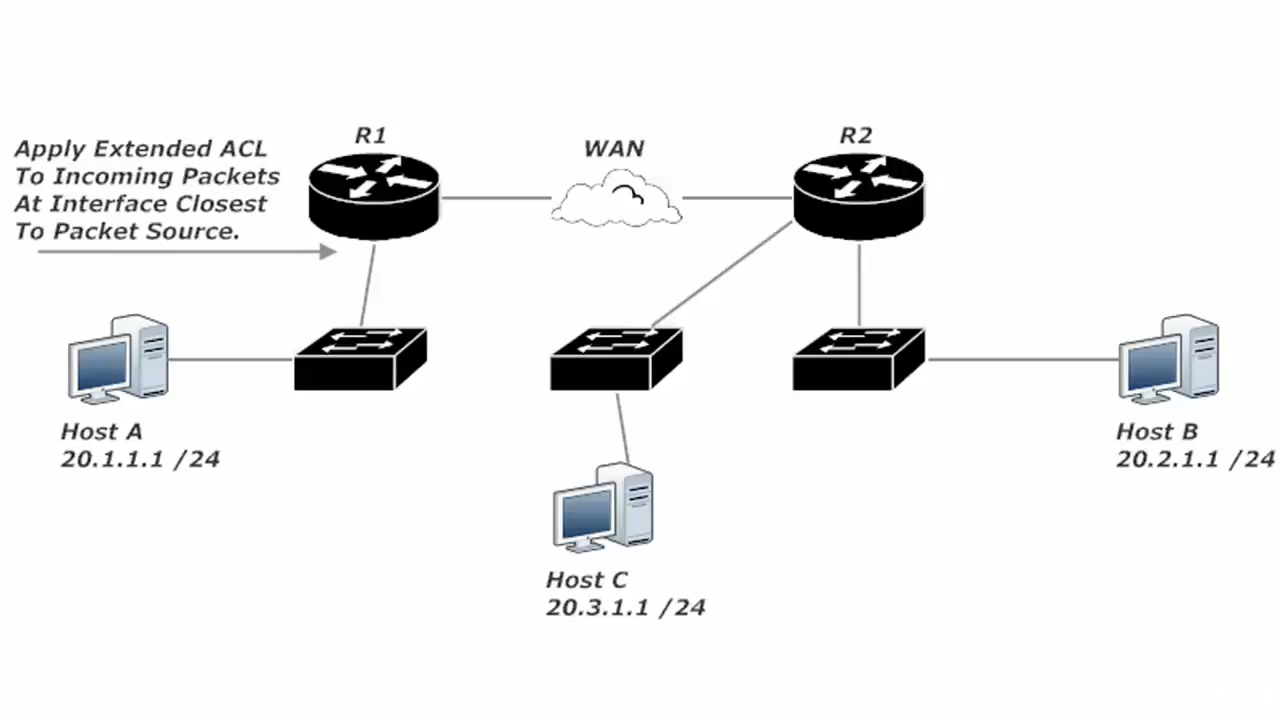 R1
WAN
R2
Apply Extended ACL
To Incoming Packets
At Interface Closest
To Packet Source.
Host A
20.1.1.1 /24
Host B
20.2.1.1 /24
Host C
20.3.1.1 /24